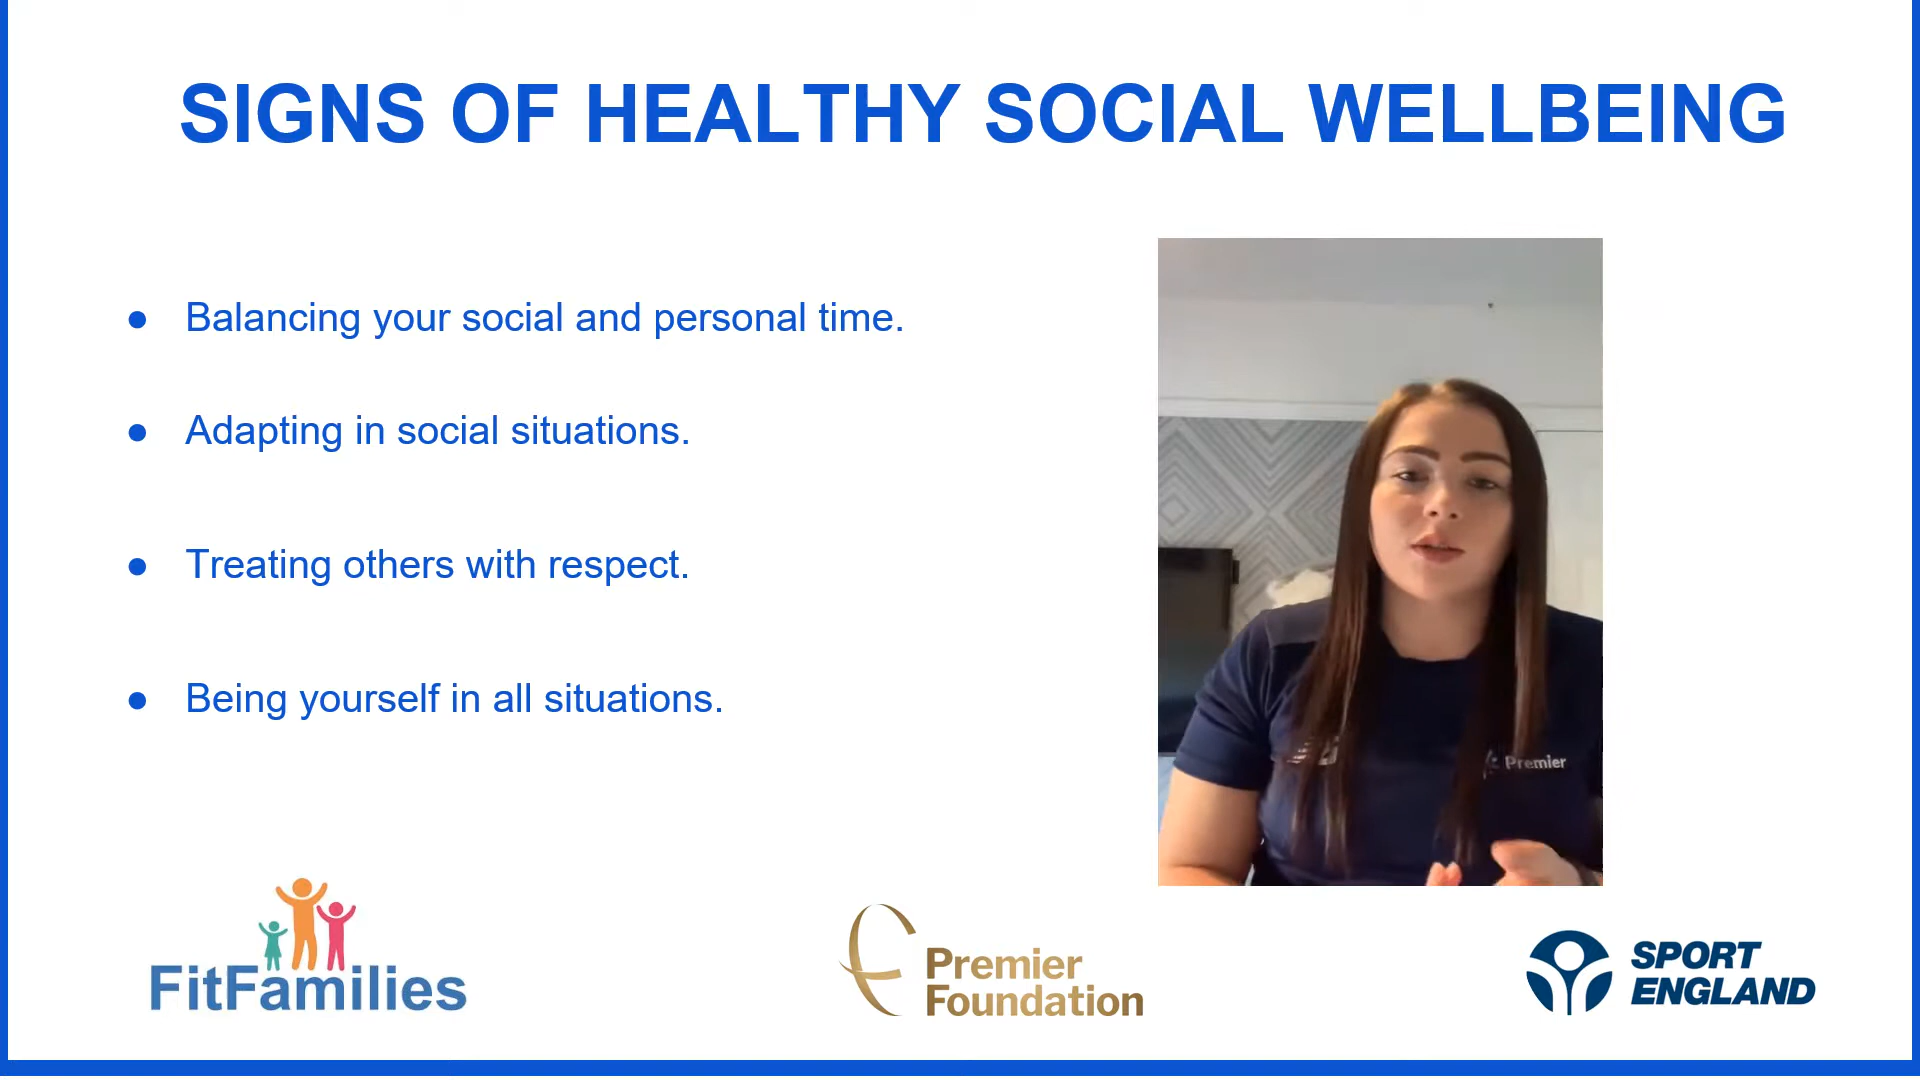 SIGNS OF HEALTHY SOCIAL WELLBEING
● Balancing your social and personal time.
● Adapting in social situations.
● Treating others with respect.
● Being yourself in all situations.
Premier
FitFamilies
Premier
Foundation
SPORT
ENGLAND